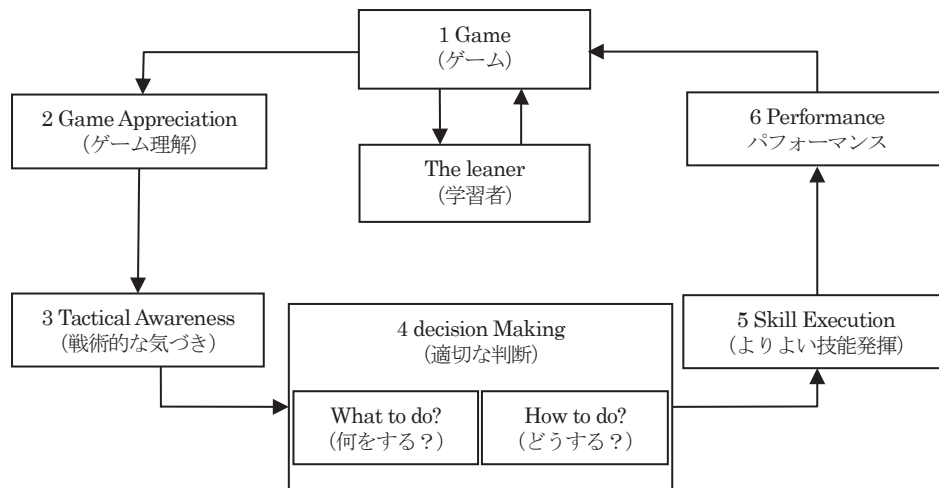 1 Game
(ゲーム)
2 Game Appreciation
(ゲーム理解)
The leaner
(学習者)
6 Performance
パフォーマンス
3 Tactical Awareness
(戦術的な気づき)
4 decision Making
(適切な判断)
What to do?
(何をする？)
How to do?
(どうする？)
5 Skill Execution
(よりよい技能発揮)